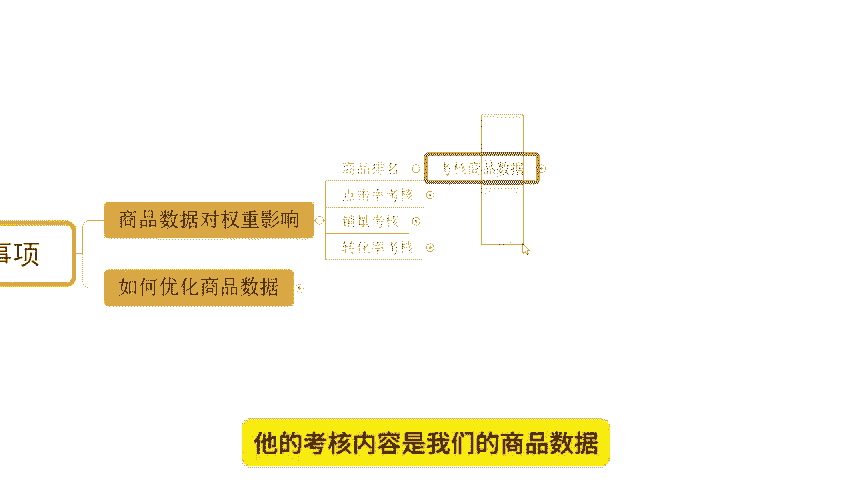 商品排名
考核商品数据
点击率考核
商品数据对权重影响
销量考核
事项
转化率考核
如何优化商品数据
他的考核内容是我们的商品数据